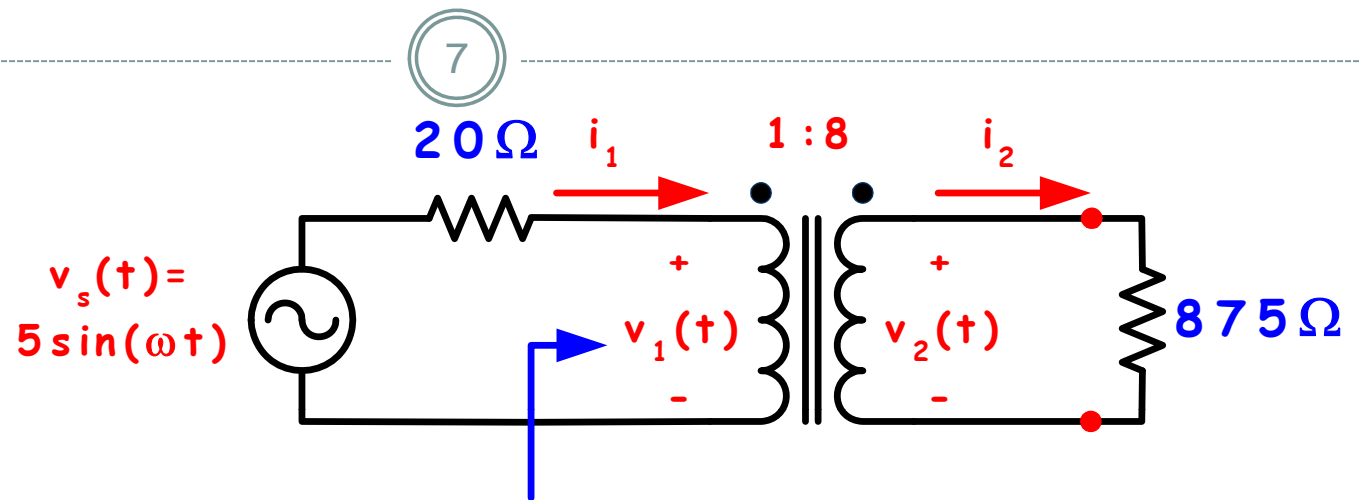 7
20Ω
i₁
1:8
i₂
+
+
vₛ(t)=
5sin(ωt)
v₁(t)
v₂(t)
875Ω
-
-